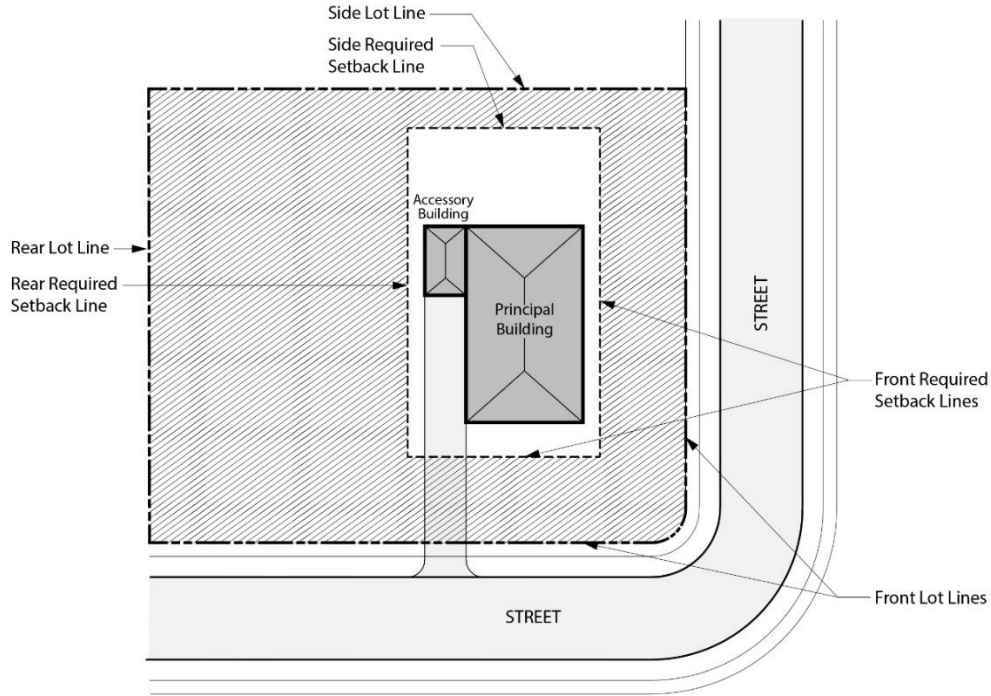 Side Lot Line
Side Required
Setback Line
Accessory
Building
Rear Lot Line
Rear Required
Setback Line
Principal
Building
STREET
Front Required
Setback Lines
Front Lot Lines
STREET